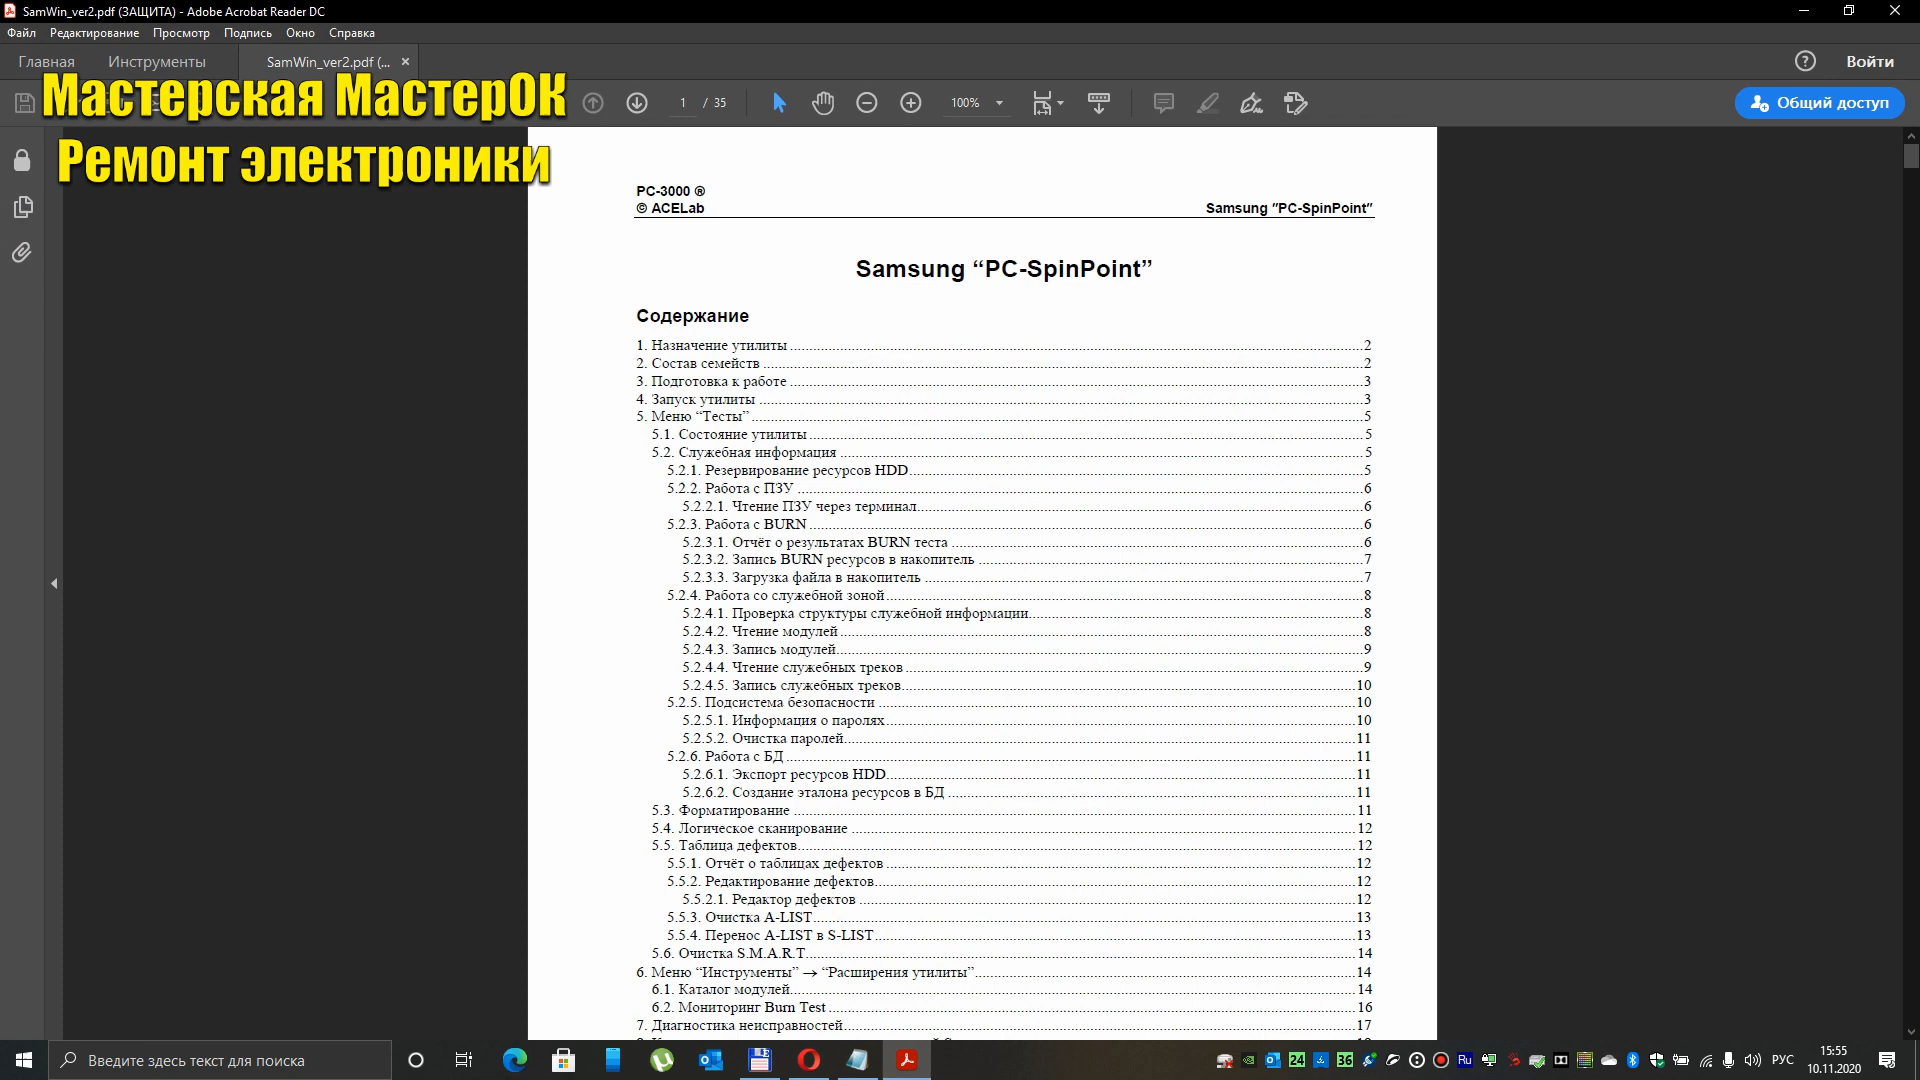 SamWin_ver2.pdf (ЗАЩИТА) - Adobe Acrobat Reader DC
Файл Редактирование Просмотр Подпись Окно Справка
Главная Инструменты SamWin_ver2.pdf (... × Войти
Мастерская МастерОК
1 / 35 100% Общий доступ
Ремонт электроники
PC-3000 ®
© ACELab Samsung "PC-SpinPoint"
Samsung “PC-SpinPoint”
Содержание
1. Назначение утилиты 2
2. Состав семейств 2
3. Подготовка к работе 3
4. Запуск утилиты 3
5. Меню “Тесты” 5
5.1. Состояние утилиты 5
5.2. Служебная информация 5
5.2.1. Резервирование ресурсов HDD 5
5.2.2. Работа с ПЗУ 6
5.2.2.1. Чтение ПЗУ через терминал 6
5.2.3. Работа с BURN 6
5.2.3.1. Отчёт о результатах BURN теста 6
5.2.3.2. Запись BURN ресурсов в накопитель 7
5.2.3.3. Загрузка файла в накопитель 7
5.2.4. Работа со служебной зоной 8
5.2.4.1. Проверка структуры служебной информации 8
5.2.4.2. Чтение модулей 8
5.2.4.3. Запись модулей 9
5.2.4.4. Чтение служебных треков 9
5.2.4.5. Запись служебных треков 10
5.2.5. Подсистема безопасности 10
5.2.5.1. Информация о паролях 10
5.2.5.2. Очистка паролей 11
5.2.6. Работа с БД 11
5.2.6.1. Экспорт ресурсов HDD 11
5.2.6.2. Создание эталона ресурсов в БД 11
5.3. Форматирование 11
5.4. Логическое сканирование 12
5.5. Таблица дефектов 12
5.5.1. Отчёт о таблицах дефектов 12
5.5.2. Редактирование дефектов 12
5.5.2.1. Редактор дефектов 12
5.5.3. Очистка A-LIST 13
5.5.4. Перенос A-LIST в S-LIST 13
5.6. Очистка S.M.A.R.T. 14
6. Меню “Инструменты” → “Расширения утилиты” 14
6.1. Каталог модулей 14
6.2. Мониторинг Burn Test 16
7. Диагностика неисправностей 17
Введите здесь текст для поиска 24 36 Ru РУС 15:55
10.11.2020